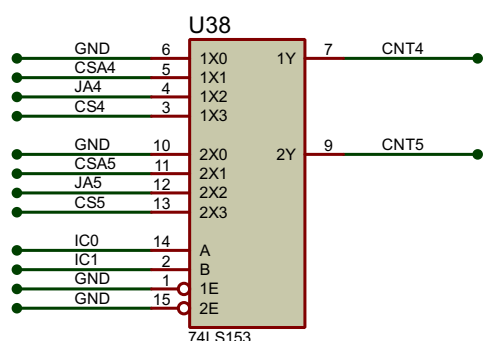 U38
GND 6 1X0 1Y 7 CNT4
CSA4 5 1X1
JA4 4 1X2
CS4 3 1X3
GND 10 2X0 2Y 9 CNT5
CSA5 11 2X1
JA5 12 2X2
CS5 13 2X3
IC0 14 A
IC1 2 B
GND 1 1E
GND 15 2E
74LS153